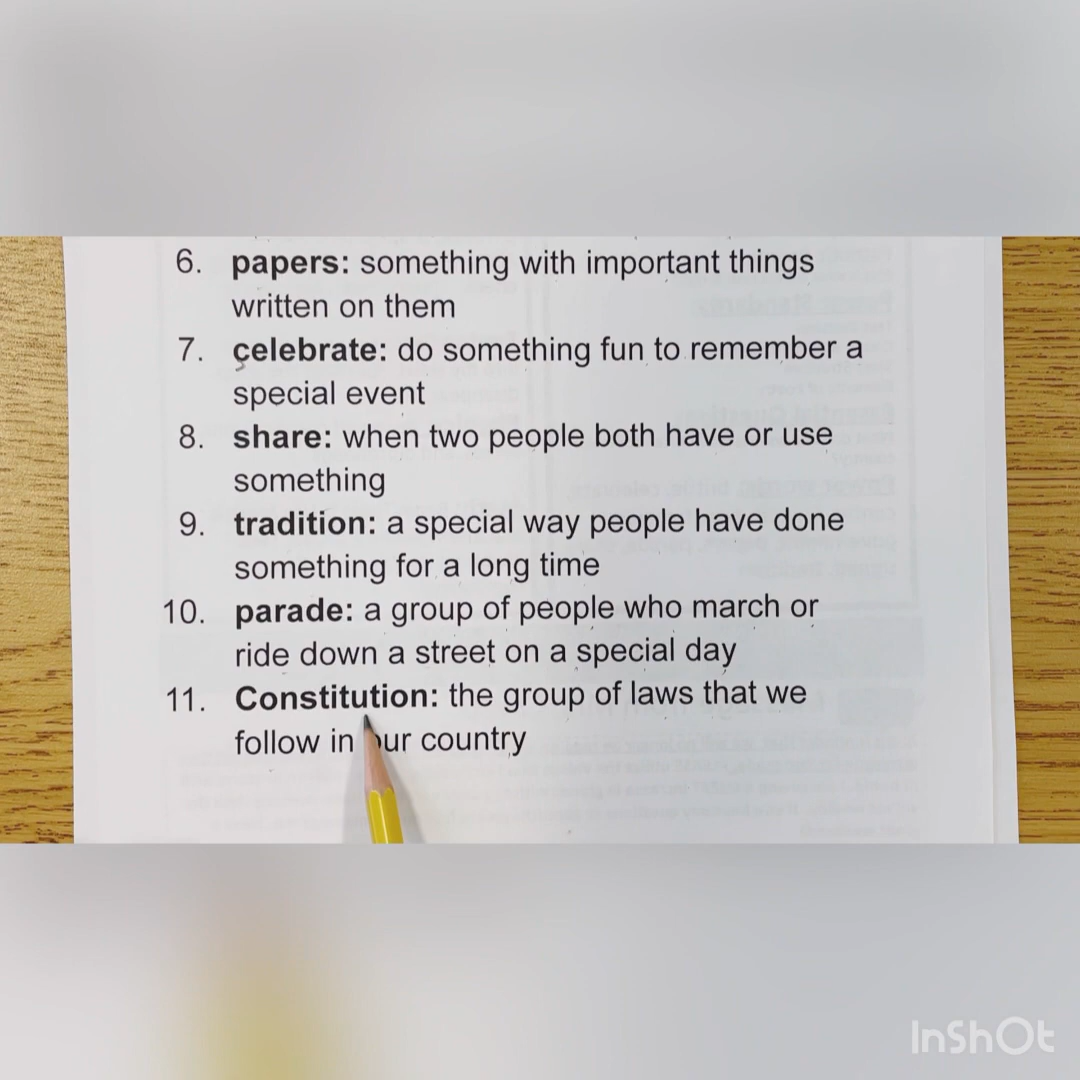 6. papers: something with important things
written on them
7. celebrate: do something fun to remember a
special event
8. share: when two people both have or use
something
9. tradition: a special way people have done
something for a long time
10. parade: a group of people who march or
ride down a street on a special day
11. Constitution: the group of laws that we
follow in our country
InShOt